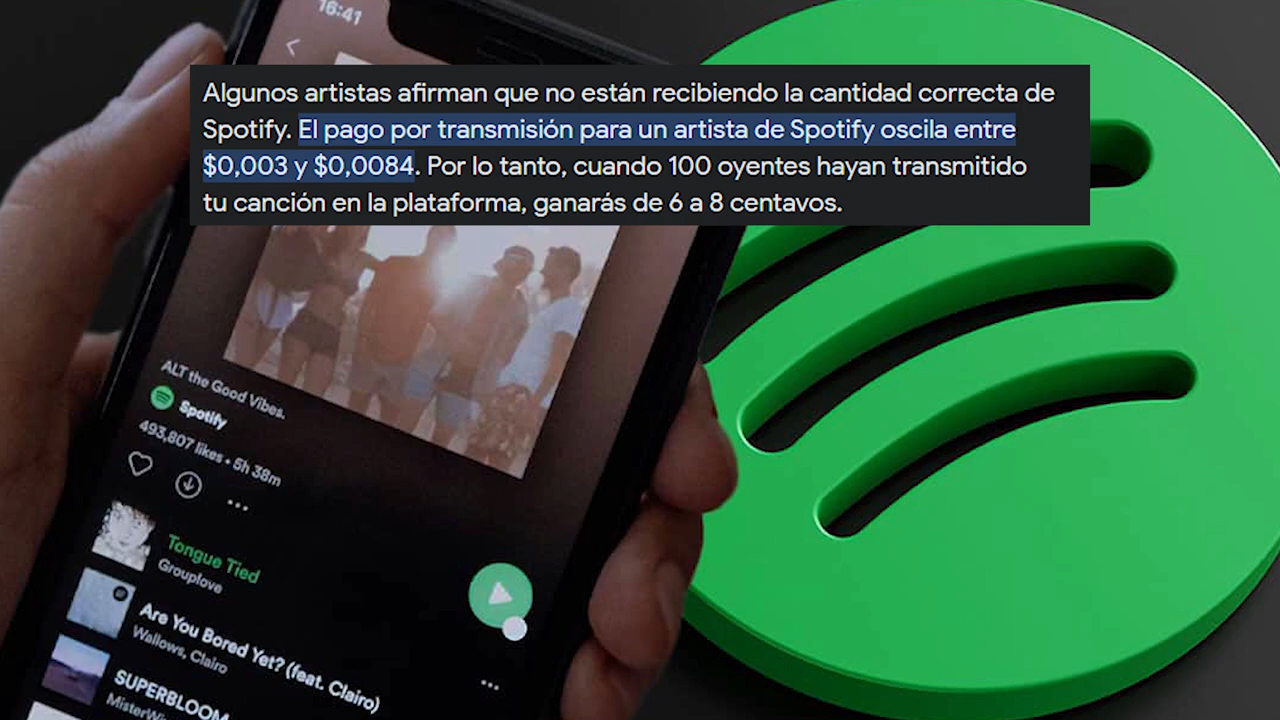 16:41
Algunos artistas afirman que no están recibiendo la cantidad correcta de
Spotify. El pago por transmisión para un artista de Spotify oscila entre
$0,003 y $0,0084. Por lo tanto, cuando 100 oyentes hayan transmitido
tu canción en la plataforma, ganarás de 6 a 8 centavos.
ALT the Good Vibes.
Spotify
493,807 likes • 5h 38m
Tongue Tied
Grouplove
Are You Bored Yet? (feat. Clairo)
Wallows, Clairo
SUPERBLOOM